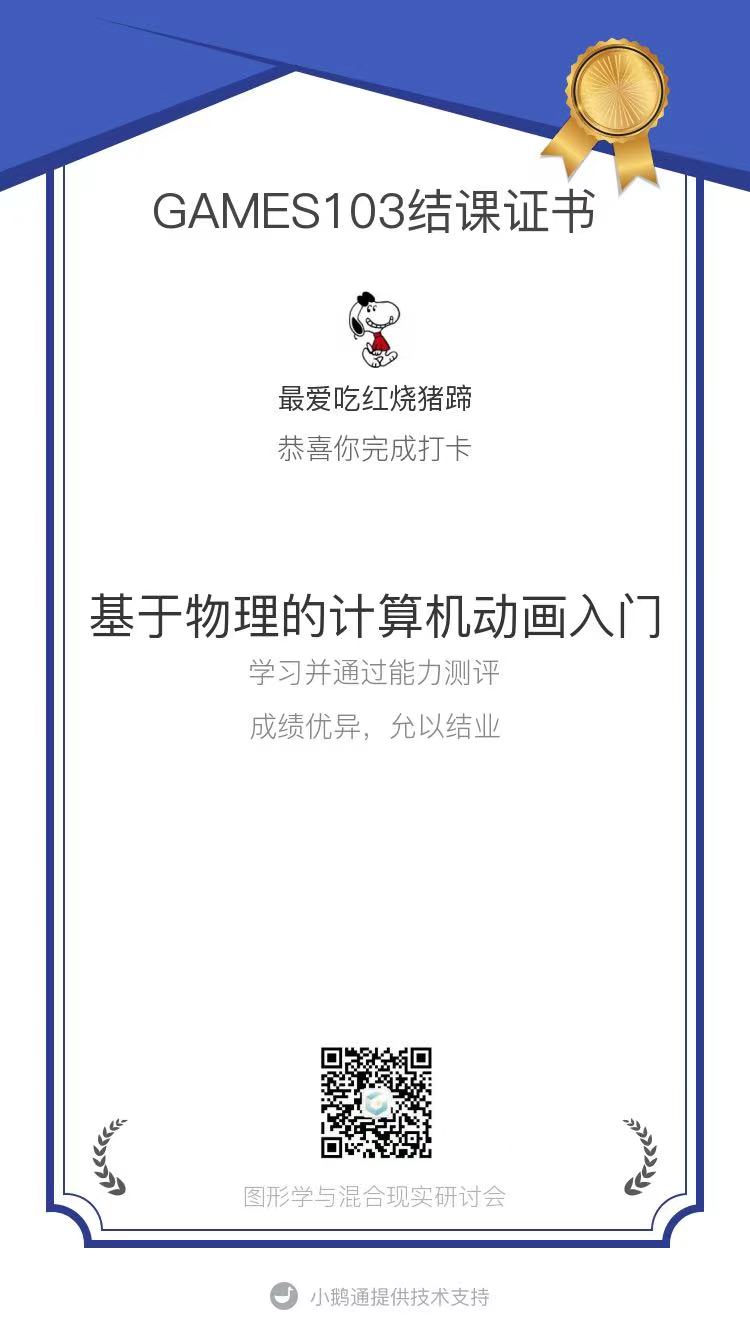 GAMES103结课证书
最爱吃红烧猪蹄
恭喜你完成打卡
基于物理的计算机动画入门
学习并通过能力测评
成绩优异，允以结业
图形学与混合现实研讨会
小鹅通提供技术支持